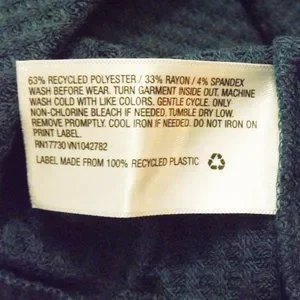 63% RECYCLED POLYESTER / 33% RAYON / 4% SPANDEX
WASH BEFORE WEAR. TURN GARMENT INSIDE OUT. MACHINE
WASH COLD WITH LIKE COLORS. GENTLE CYCLE. ONLY
NON-CHLORINE BLEACH IF NEEDED. TUMBLE DRY LOW.
REMOVE PROMPTLY. COOL IRON IF NEEDED. DO NOT IRON ON
PRINT LABEL.
RN17730 VN1042782
LABEL MADE FROM 100% RECYCLED PLASTIC